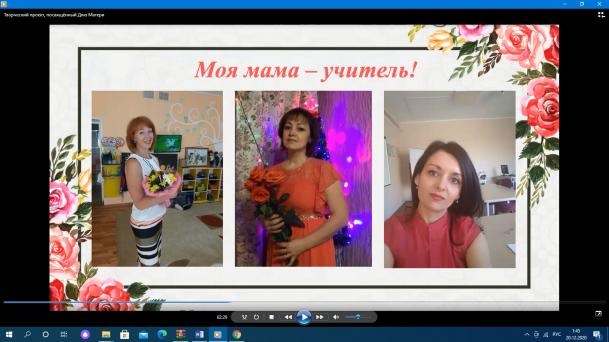 Творческий проект, посвящённый Дню Матери
Моя мама – учитель!
02:29
РУС
1:45
20.12.2020